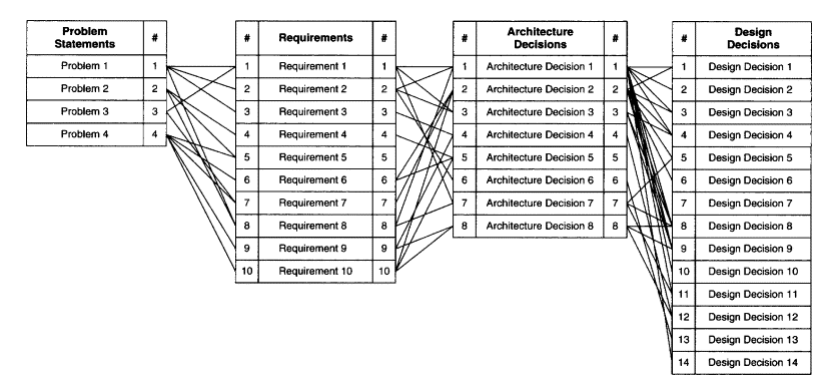 Problem Statements #
Problem 1 1
Problem 2 2
Problem 3 3
Problem 4 4
# Requirements #
1 Requirement 1 1
2 Requirement 2 2
3 Requirement 3 3
4 Requirement 4 4
5 Requirement 5 5
6 Requirement 6 6
7 Requirement 7 7
8 Requirement 8 8
9 Requirement 9 9
10 Requirement 10 10
# Architecture Decisions #
1 Architecture Decision 1 1
2 Architecture Decision 2 2
3 Architecture Decision 3 3
4 Architecture Decision 4 4
5 Architecture Decision 5 5
6 Architecture Decision 6 6
7 Architecture Decision 7 7
8 Architecture Decision 8 8
# Design Decisions
1 Design Decision 1
2 Design Decision 2
3 Design Decision 3
4 Design Decision 4
5 Design Decision 5
6 Design Decision 6
7 Design Decision 7
8 Design Decision 8
9 Design Decision 9
10 Design Decision 10
11 Design Decision 11
12 Design Decision 12
13 Design Decision 13
14 Design Decision 14